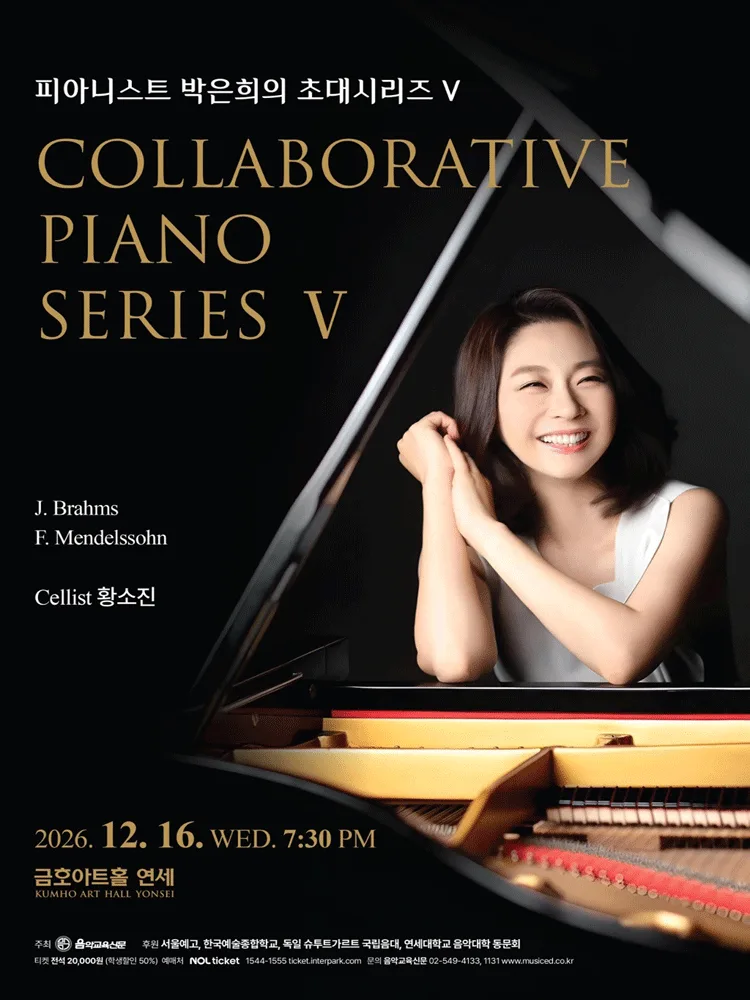 피아니스트 박은희의 초대시리즈 V
COLLABORATIVE
PIANO
SERIES V
J. Brahms
F. Mendelssohn
Cellist 황소진
2026. 12. 16. WED. 7:30 PM
금호아트홀 연세
KUMHO ART HALL YONSEI
주최 음악교육신문 후원 서울예고, 한국예술종합학교, 독일 슈투트가르트 국립음대, 연세대학교 음악대학 동문회
티켓 전석 20,000원 (학생할인 50%) 예매처 NOL ticket 1544-1555 ticket.interpark.com 문의 음악교육신문 02-549-4133, 1131 www.musiced.co.kr